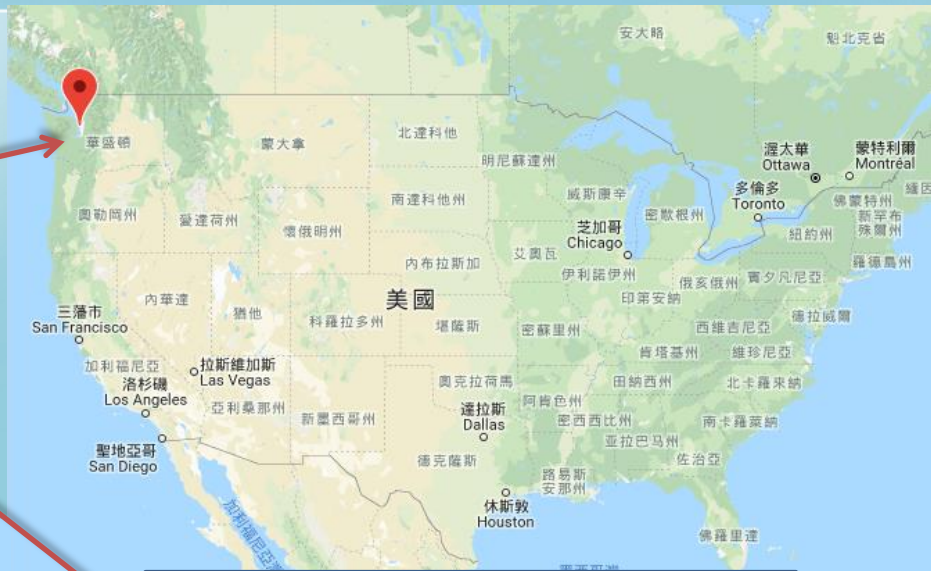 安大略
魁北克省
華盛頓
蒙大拿
北達科他
明尼蘇達州
渥太華
Ottawa
蒙特利爾
Montréal
南達科他州
威斯康辛
密歇根州
多倫多
Toronto
佛蒙特州
緬因
新罕布
殊爾州
奧勒岡州
愛達荷州
懷俄明州
芝加哥
Chicago
紐約州
羅德島州
艾奧瓦
內布拉斯加
伊利諾伊州
俄亥俄州
賓夕凡尼亞
印第安納
內華達
猶他
科羅拉多州
美國
堪薩斯
密蘇里州
西維吉尼亞
德拉威爾
三藩市
San Francisco
肯塔基州
維珍尼亞
加利福尼亞
拉斯維加斯
Las Vegas
洛杉磯
Los Angeles
奧克拉荷馬
田納西州
北卡羅來納
亞利桑那州
新墨西哥州
阿肯色州
達拉斯
Dallas
密西西比州
南卡羅萊納
亚拉巴马州
聖地亞哥
San Diego
德克薩斯
佐治亞
路易斯
安那州
休斯敦
Houston
佛羅里達